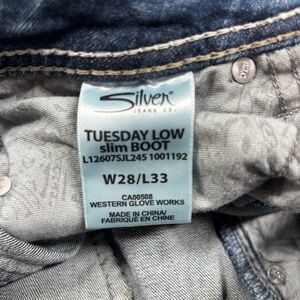 Silver
JEANS CO.
TUESDAY LOW
slim BOOT
L12607SJL245 1001192
W28/L33
CA00508
WESTERN GLOVE WORKS
MADE IN CHINA/
FABRIQUÉ EN CHINE